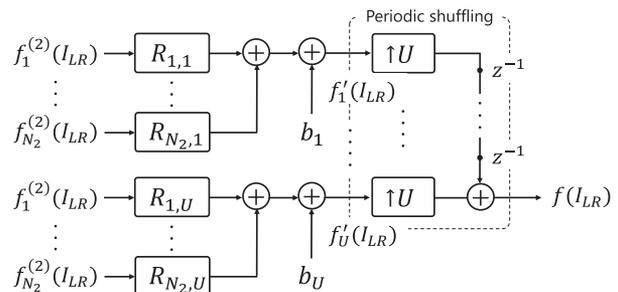 Periodic shuffling
f_1^{(2)}(I_{LR}) R_{1,1} + + ↑U
z^{-1}
f_1'(I_{LR})
⋮ ⋮ ⋮ ⋮
f_{N_2}^{(2)}(I_{LR}) R_{N_2,1} b_1
z^{-1}
f_1^{(2)}(I_{LR}) R_{1,U} + + ↑U + f(I_{LR})
f_U'(I_{LR})
⋮ ⋮
f_{N_2}^{(2)}(I_{LR}) R_{N_2,U} b_U